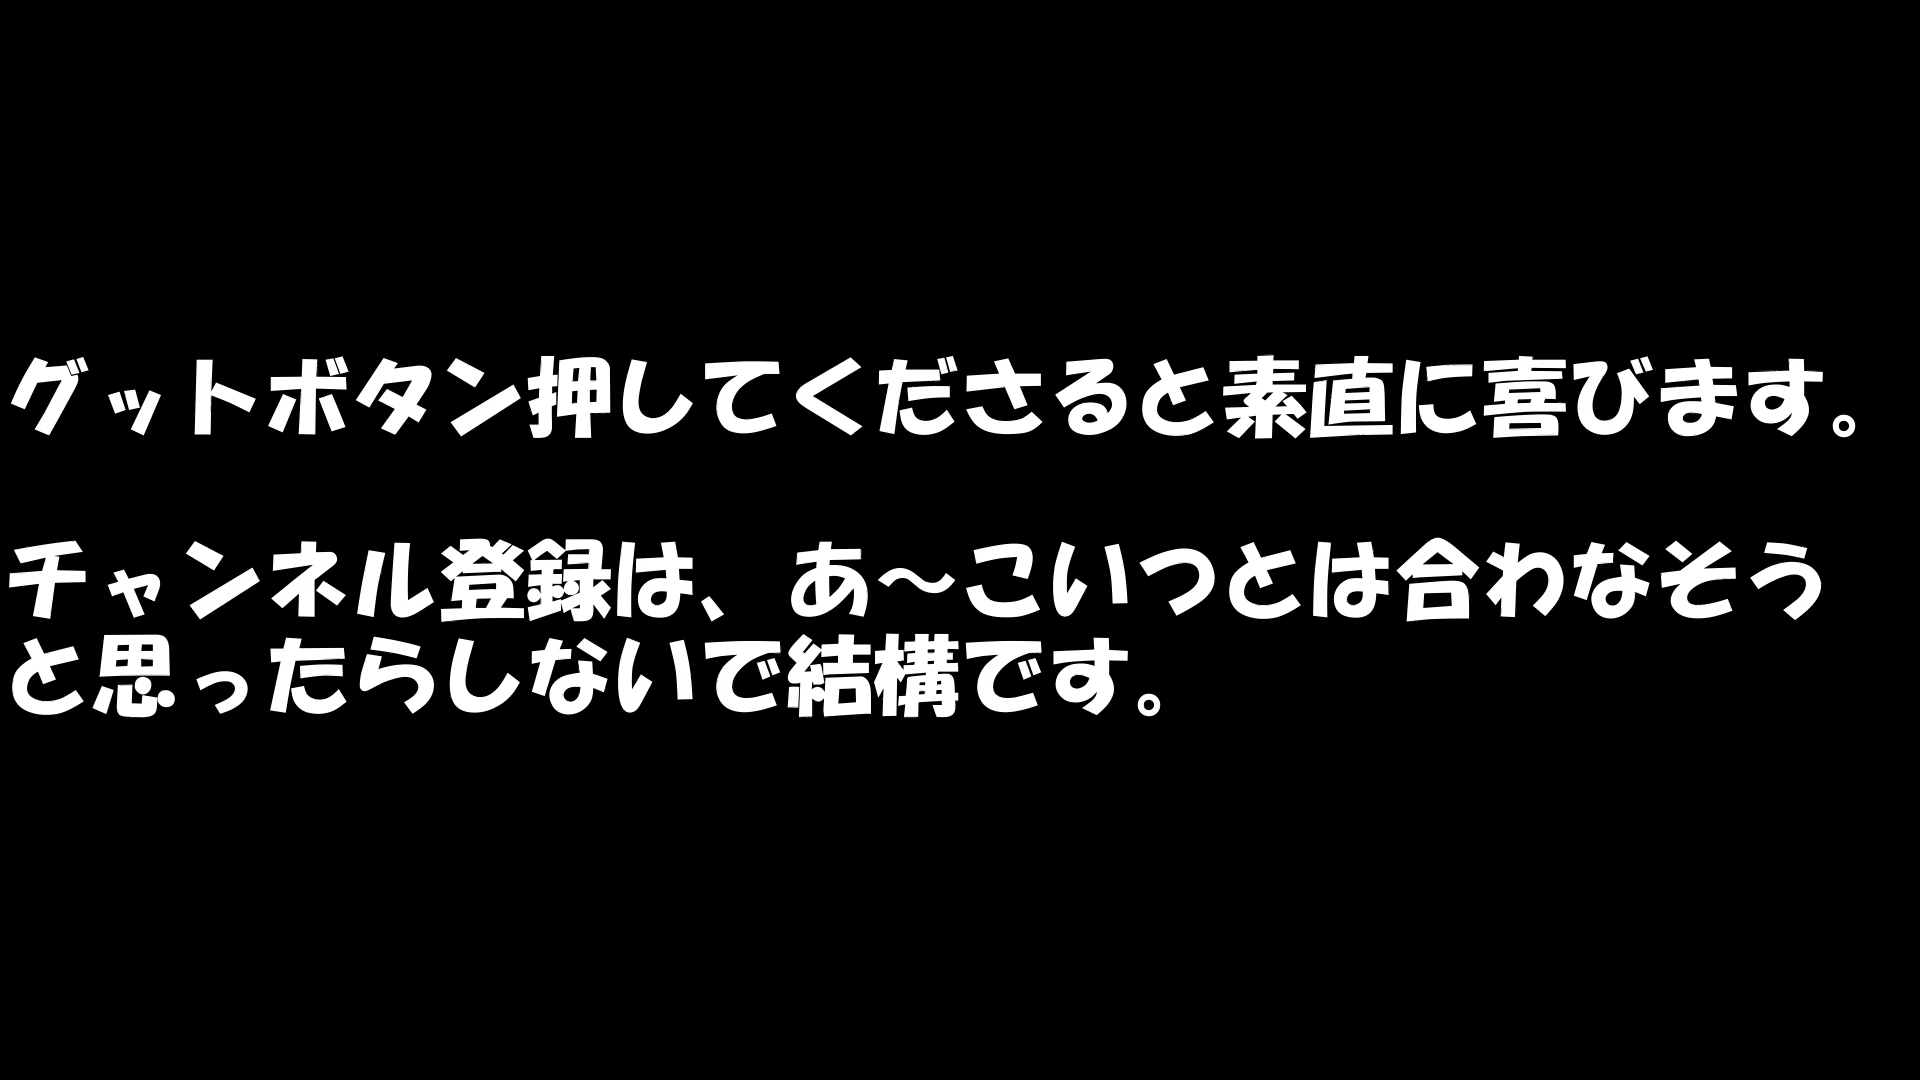 グットボタン押してくださると素直に喜びます。
チャンネル登録は、あ～こいつとは合わなそう
と思ったらしないで結構です。